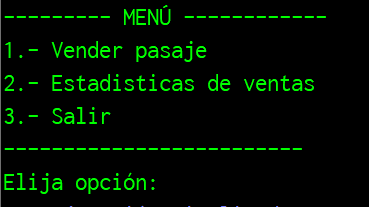 --------- MENÚ ------------
1.- Vender pasaje
2.- Estadisticas de ventas
3.- Salir
-------------------------
Elija opción: